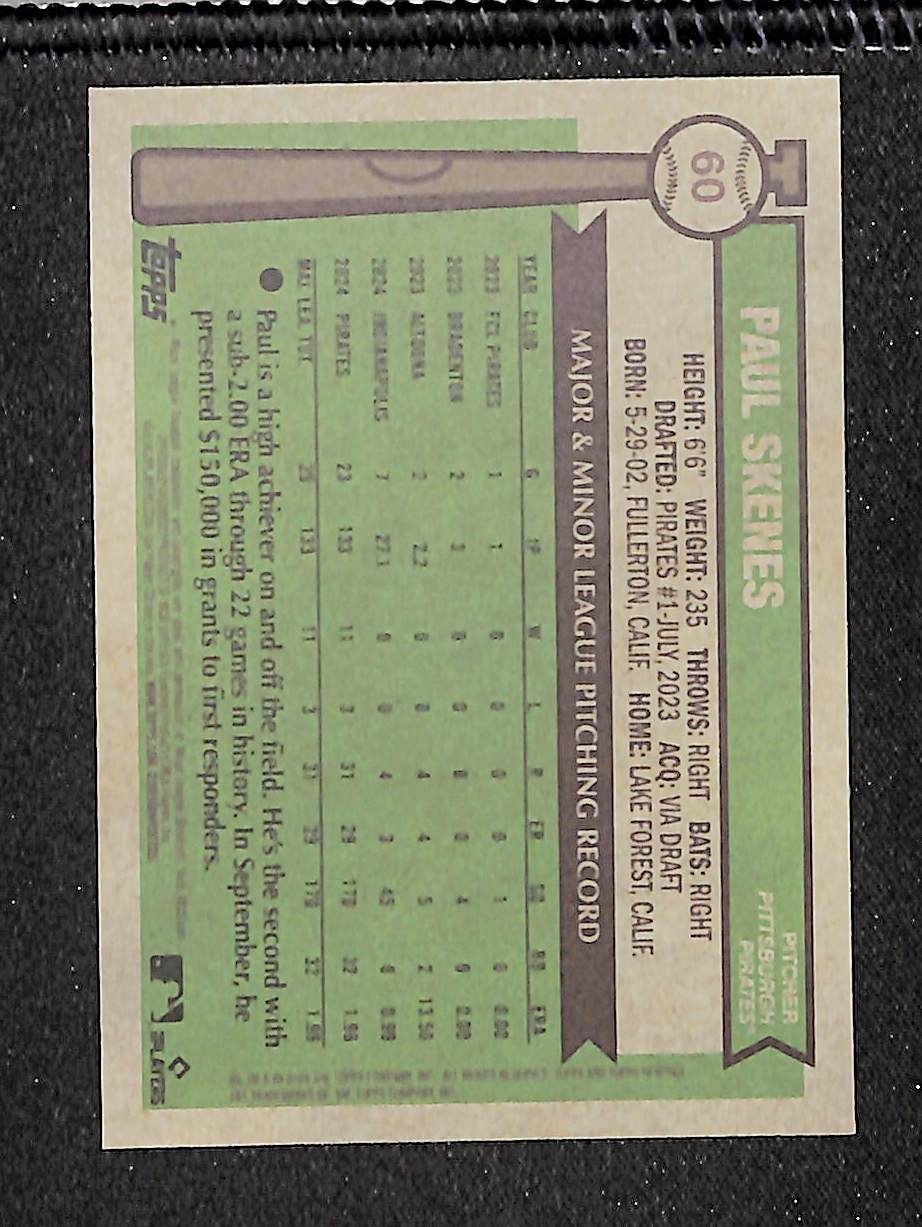 60
PAUL SKENES
PITCHER
PITTSBURGH
PIRATES
HEIGHT: 6'6" WEIGHT: 235 THROWS: RIGHT BATS: RIGHT
DRAFTED: PIRATES #1-JULY, 2023 ACQ: VIA DRAFT
BORN: 5-29-02, FULLERTON, CALIF. HOME: LAKE FOREST, CALIF.
MAJOR & MINOR LEAGUE PITCHING RECORD
YEAR CLUB G IP W L R ER SO BB ERA
2023 FCL PIRATES 1 1 0 0 0 0 1 0 0.00
2023 BRADENTON 2 3 0 0 0 0 4 0 0.00
2023 ALTOONA 2 2.2 0 0 4 4 5 2 13.50
2024 INDIANAPOLIS 7 27.1 0 0 4 3 45 8 0.99
2024 PIRATES 23 133 11 3 31 29 170 32 1.96
MAJ. LEA. TOT. 133 11 3 31 29 170 32 1.96
● Paul is a high achiever on and off the field. He's the second with
a sub-2.00 ERA through 22 games in history. In September, he
presented $150,000 in grants to first responders.
TOPPS
PLAYERS